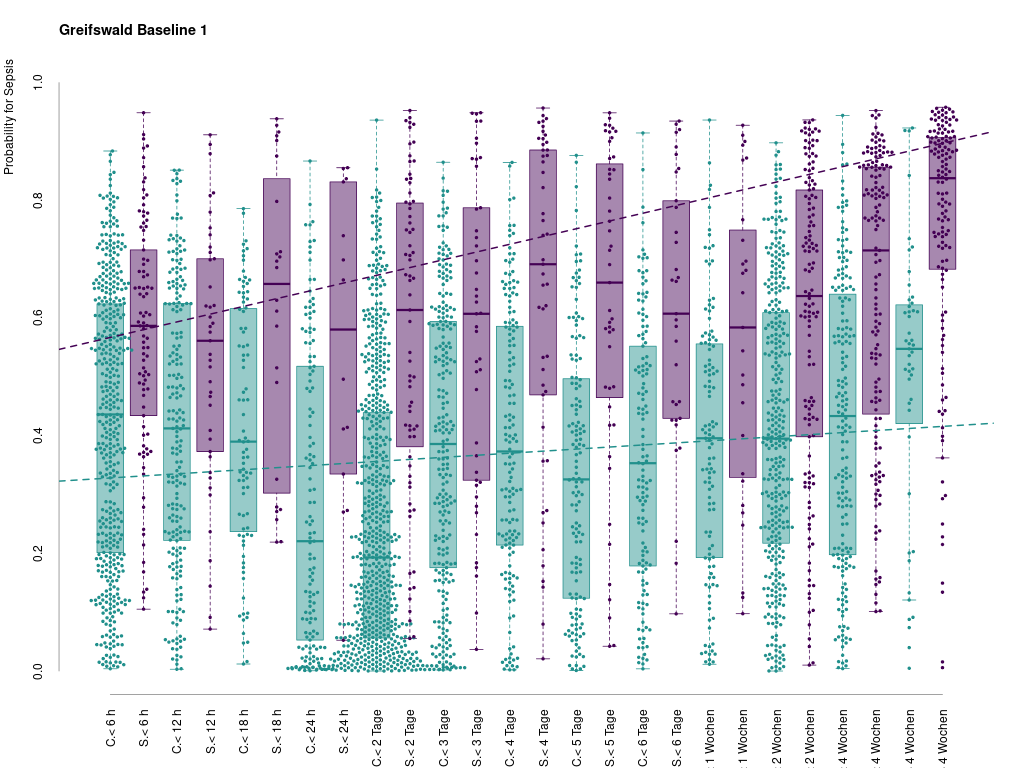 Greifswald Baseline 1
Probability for Sepsis
1.0
0.8
0.6
0.4
0.2
0.0
C.< 6 h
S.< 6 h
C.< 12 h
S.< 12 h
C.< 18 h
S.< 18 h
C.< 24 h
S.< 24 h
C.< 2 Tage
S.< 2 Tage
C.< 3 Tage
S.< 3 Tage
C.< 4 Tage
S.< 4 Tage
C.< 5 Tage
S.< 5 Tage
C.< 6 Tage
S.< 6 Tage
1 Wochen
1 Wochen
2 Wochen
2 Wochen
4 Wochen
4 Wochen
4 Wochen
4 Wochen